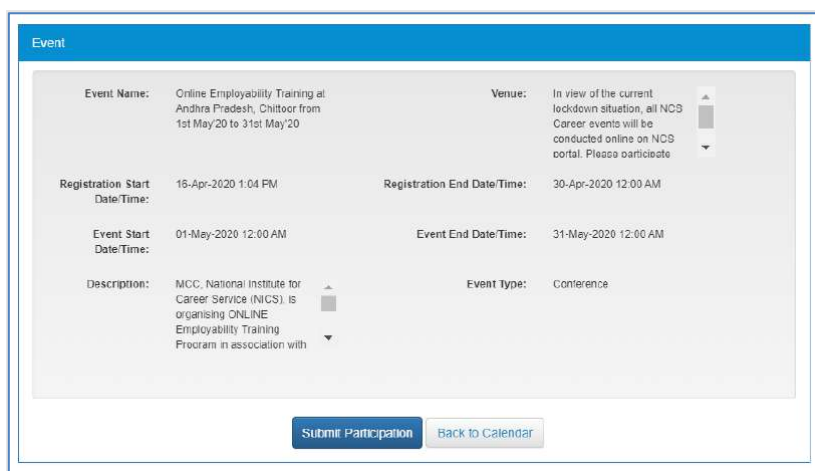 Event
Event Name:
Online Employability Training at
Andhra Pradesh, Chittoor from
1st May'20 to 31st May'20
Venue:
In view of the current
lockdown situation, all NCS
Career events will be
conducted online on NCS
portal. Please participate
Registration Start
Date/Time:
16-Apr-2020 1:04 PM
Registration End Date/Time:
30-Apr-2020 12:00 AM
Event Start
Date/Time:
01-May-2020 12:00 AM
Event End Date/Time:
31-May-2020 12:00 AM
Description:
MCC, National Institute for
Career Service (NICS), is
organising ONLINE
Employability Training
Program in association with
Event Type:
Conference
Submit Participation
Back to Calendar